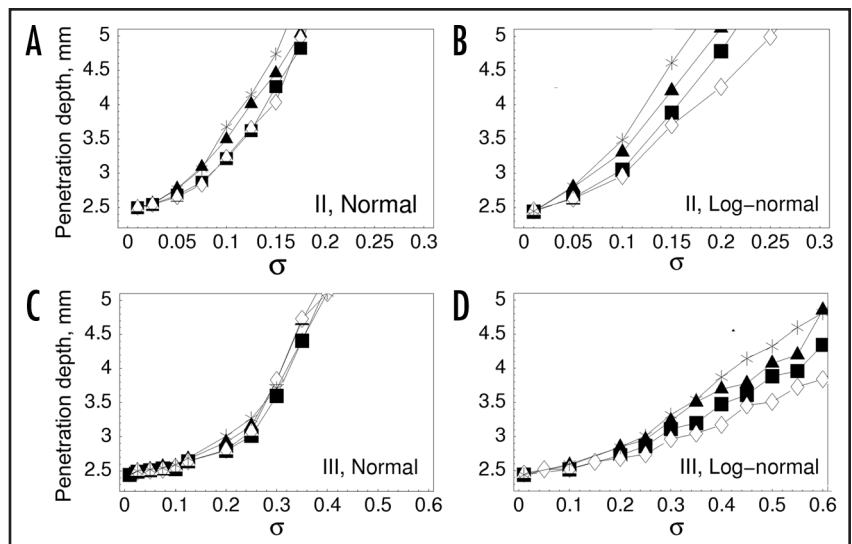 A
Penetration depth, mm
5
4.5
4
3.5
3
2.5
II, Normal
0 0.05 0.1 0.15 0.2 0.25 0.3
σ
B
5
4.5
4
3.5
3
2.5
II, Log-normal
0 0.05 0.1 0.15 0.2 0.25 0.3
σ
C
Penetration depth, mm
5
4.5
4
3.5
3
2.5
III, Normal
0 0.1 0.2 0.3 0.4 0.5 0.6
σ
D
5
4.5
4
3.5
3
2.5
III, Log-normal
0 0.1 0.2 0.3 0.4 0.5 0.6
σ